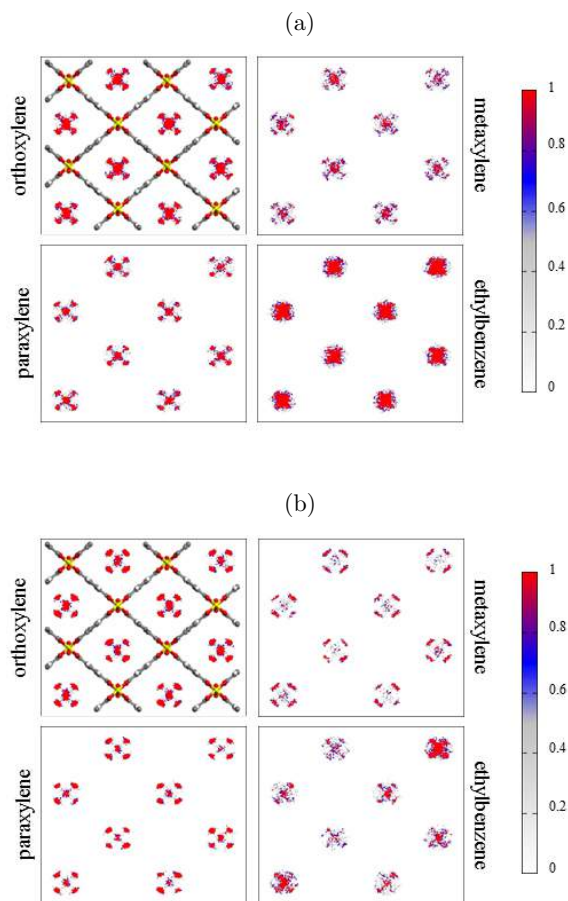 (a)
orthoxylene
metaxylene
paraxylene
ethylbenzene
1
0.8
0.6
0.4
0.2
0
(b)
orthoxylene
metaxylene
paraxylene
ethylbenzene
1
0.8
0.6
0.4
0.2
0